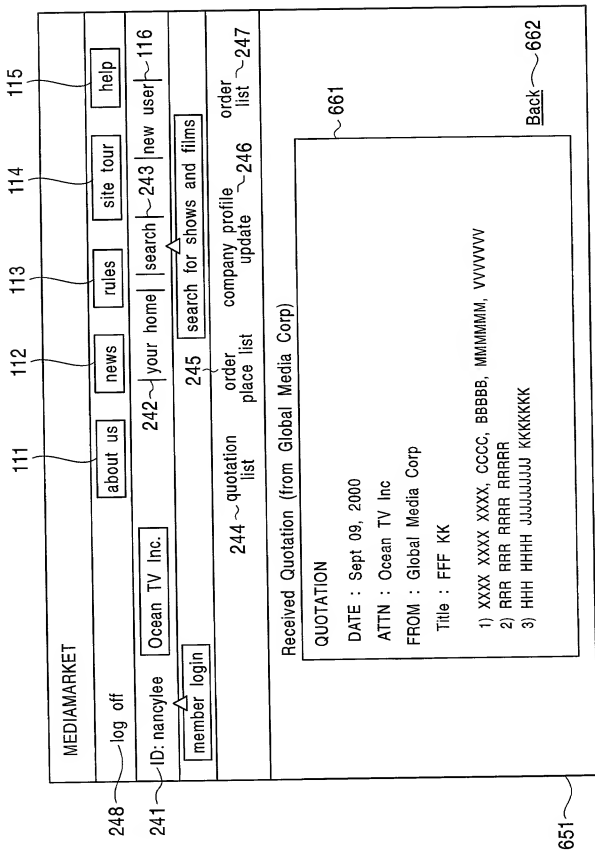 111 112 113 114 115
MEDIAMARKET
248 log off about us news rules site tour help
241 ID: nancylee Ocean TV Inc. 242 your home search 243 new user 116
member login search for shows and films
244 quotation list 245 order place list company profile update 246 order list 247
Received Quotation (from Global Media Corp)
661
QUOTATION
DATE : Sept 09, 2000
ATTN : Ocean TV Inc
FROM : Global Media Corp
Title : FFF KK
1) XXXX XXXX XXXX, CCCC, BBBBB, MMMMMM, VVVVVVV
2) RRR RRR RRRR RRRRR
3) HHH HHHH JJJJJJJJJ KKKKKKK
Back 662
651